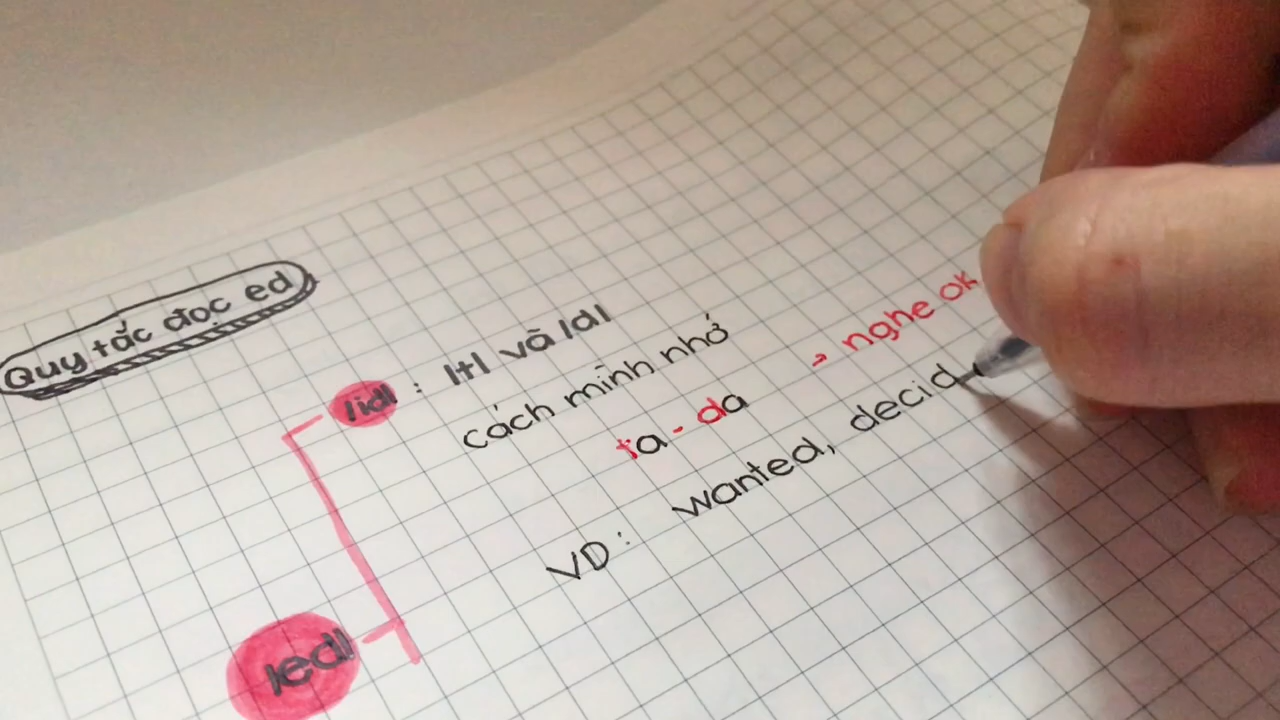 Quy tắc đọc ed
/id/ : /t/ và /d/
cách mình nhớ
ta - da → nghe ok
VD: wanted, decid
/ed/